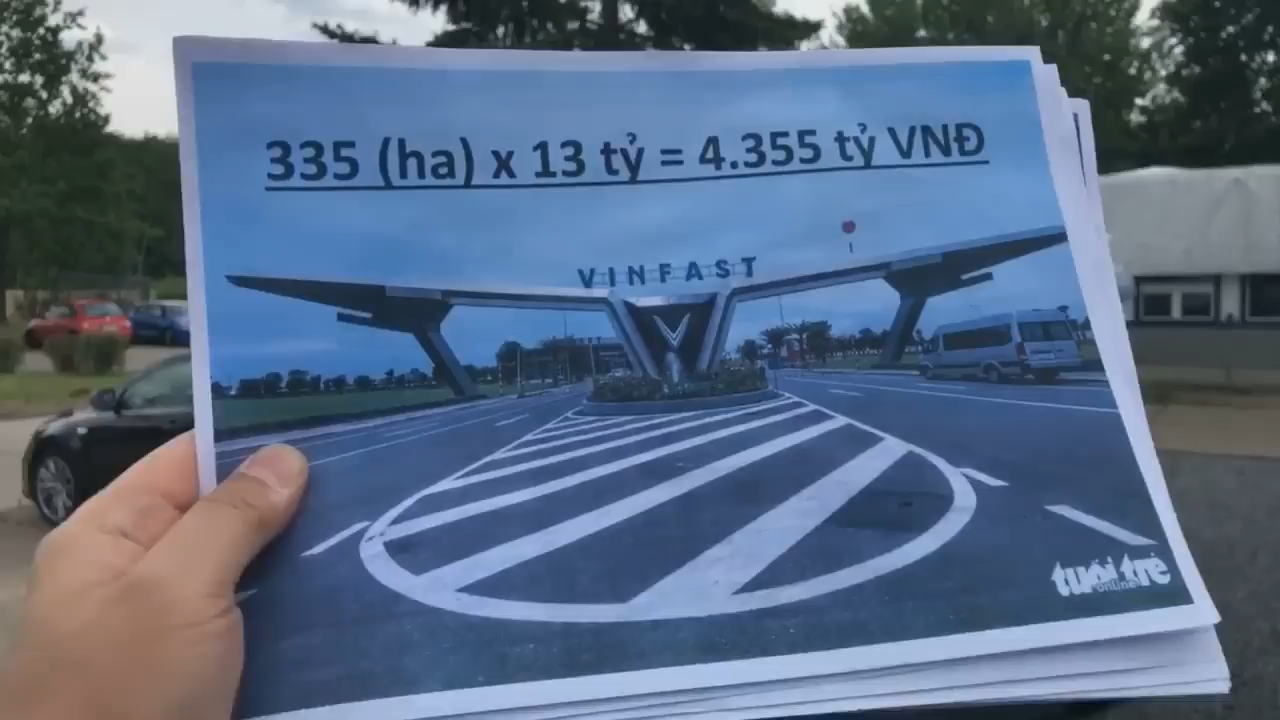 335 (ha) x 13 tỷ = 4.355 tỷ VNĐ
VINFAST
tuổi trẻ
online